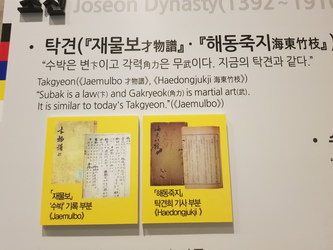 조선 Joseon Dynasty(1392~191
• 탁견(『재물보才物譜』·『해동죽지海東竹枝』
“수박은 변卞이고 각력角力은 무武이다. 지금의 탁견과 같다.”
Takgyeon(《Jaemulbo 才物譜》, 《Haedongjukji 海東竹枝》)
“Subak is a law(卞) and Gakryeok(角力) is martial art(武).
It is similar to today's Takgyeon.”(《Jaemulbo》)
『재물보』
‘수박’ 기록 부분
《Jaemulbo》
『해동죽지』
탁견희 기사 부분
《Haedongjukji》